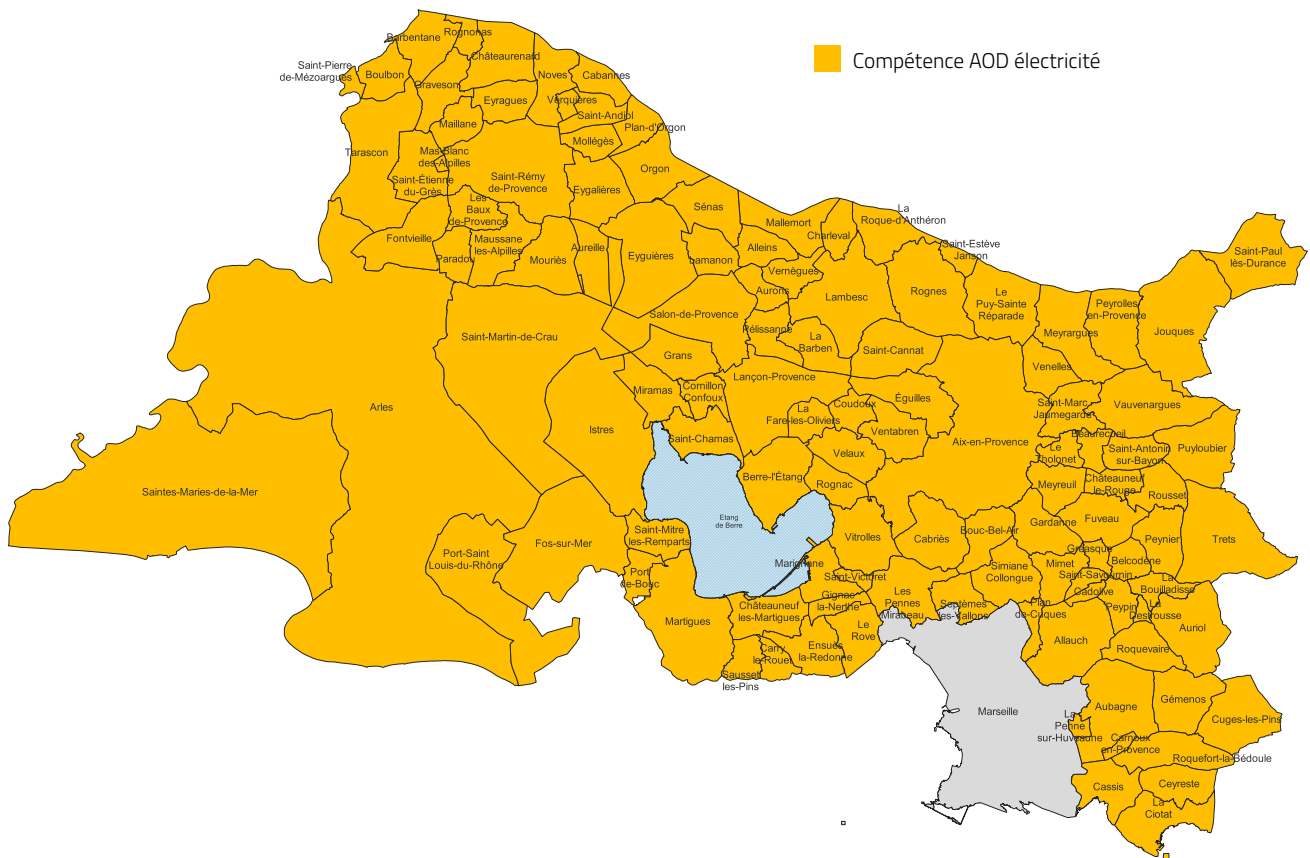 Compétence AOD électricité
Barbentane
Rognonas
Châteaurenard
Saint-Pierre
de-Mézoargues
Boulbon
Graveson
Noves
Cabannes
Eyragues
Verquières
Saint-Andiol
Maillane
Plan-d'Orgon
Mollégès
Tarascon
Mas-Blanc
des-Alpilles
Saint-Étienne
du-Grès
Saint-Rémy
de-Provence
Orgon
Eygalières
Les
Baux
de-Provence
Sénas
Mallemort
Charleval
La
Roque-d'Anthéron
Fontvieille
Paradou
Maussane
les-Alpilles
Mouriès
Aureille
Eyguières
Lamanon
Alleins
Vernègues
Saint-Estève
Janson
Saint-Paul
lès-Durance
Aurons
Lambesc
Rognes
Le
Puy-Sainte
Réparade
Meyrargues
Peyrolles
en-Provence
Jouques
Saint-Martin-de-Crau
Salon-de-Provence
Pélissanne
La
Barben
Saint-Cannat
Grans
Venelles
Lançon-Provence
Miramas
Cornillon
Confoux
Éguilles
Arles
La
Fare-les-Oliviers
Coudoux
Ventabren
Saint-Marc
Jaumegarde
Vauvenargues
Istres
Saint-Chamas
Aix-en-Provence
Beaurecueil
Le
Tholonet
Saint-Antonin
sur-Bayon
Puyloubier
Velaux
Berre-l'Étang
Rognac
Meyreuil
Châteauneuf
le-Rouge
Rousset
Saintes-Maries-de-la-Mer
Etang
de Berre
Saint-Mitre
les-Remparts
Fos-sur-Mer
Vitrolles
Cabriès
Bouc-Bel-Air
Gardanne
Fuveau
Peynier
Trets
Port-Saint
Louis-du-Rhône
Marignane
Gréasque
Mimet
Belcodène
Simiane
Collongue
Saint-Savournin
Saint-Victoret
Port
de-Bouc
Cadolive
La
Bouilladisse
Gignac
la-Nerthe
Les
Pennes
Mirabeau
Septèmes
les-Vallons
Plan
de-Cuques
Peypin
La
Destrousse
Châteauneuf
les-Martigues
Martigues
Le
Rove
Allauch
Auriol
Roquevaire
Ensuès
la-Redonne
Carry
le-Rouet
Sausset
les-Pins
Marseille
Aubagne
Gémenos
Cuges-les-Pins
La
Penne
sur-Huveaune
Carnoux
en-Provence
Roquefort-la-Bédoule
Cassis
Ceyreste
La
Ciotat